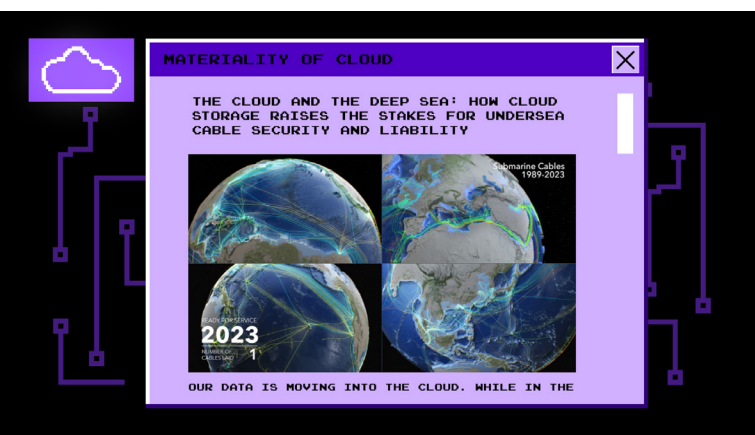 MATERIALITY OF CLOUD
THE CLOUD AND THE DEEP SEA: HOW CLOUD
STORAGE RAISES THE STAKES FOR UNDERSEA
CABLE SECURITY AND LIABILITY
Submarine Cables
1989-2023
READY FOR SERVICE
2023
NUMBER OF
CABLES LAID 1
OUR DATA IS MOVING INTO THE CLOUD. WHILE IN THE